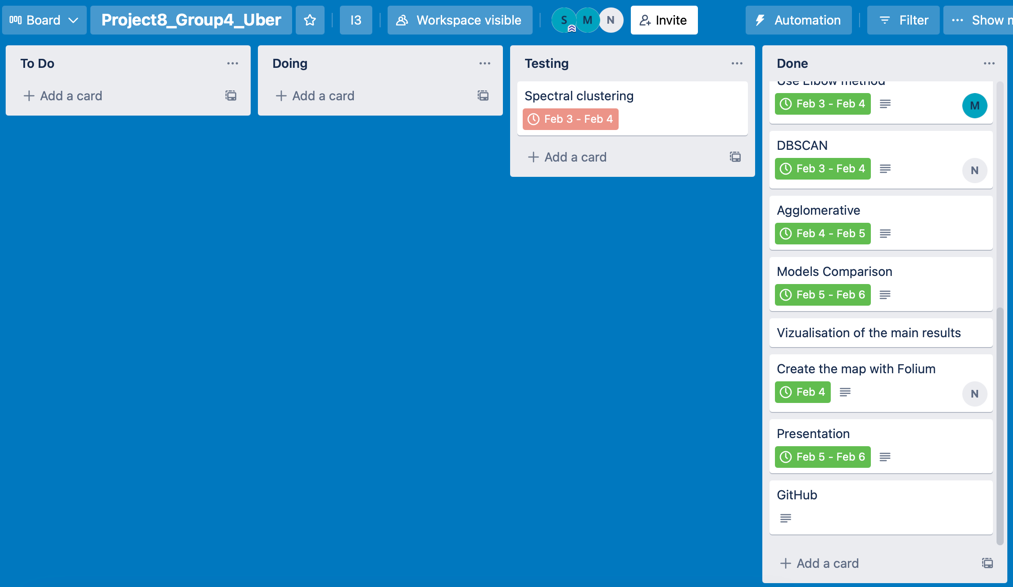 Board
Project8_Group4_Uber
I3
Workspace visible
S
M
N
Invite
Automation
Filter
Show
To Do
Add a card
Doing
Add a card
Testing
Spectral clustering
Feb 3 - Feb 4
Add a card
Done
Use Elbow method
Feb 3 - Feb 4
M
DBSCAN
Feb 3 - Feb 4
N
Agglomerative
Feb 4 - Feb 5
Models Comparison
Feb 5 - Feb 6
Vizualisation of the main results
Create the map with Folium
Feb 4
N
Presentation
Feb 5 - Feb 6
GitHub
Add a card